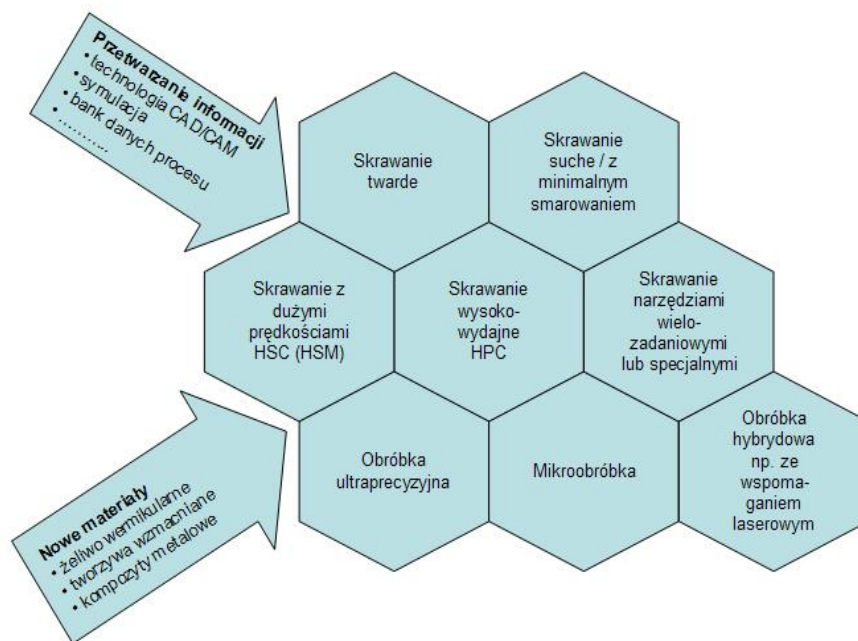 Przetwarzanie informacji
• technologia CAD/CAM
• symulacja
• bank danych procesu
• ..........
Skrawanie
twarde
Skrawanie
suche / z
minimalnym
smarowaniem
Skrawanie z
dużymi
prędkościami
HSC (HSM)
Skrawanie
wysoko-
wydajne
HPC
Skrawanie
narzędziami
wielo-
zadaniowymi
lub specjalnymi
Nowe materiały
• żeliwo wermikularne
• tworzywa wzmacniane
• kompozyty metalowe
Obróbka
ultraprecyzyjna
Mikroobróbka
Obróbka
hybrydowa
np. ze
wspoma-
ganiem
laserowym